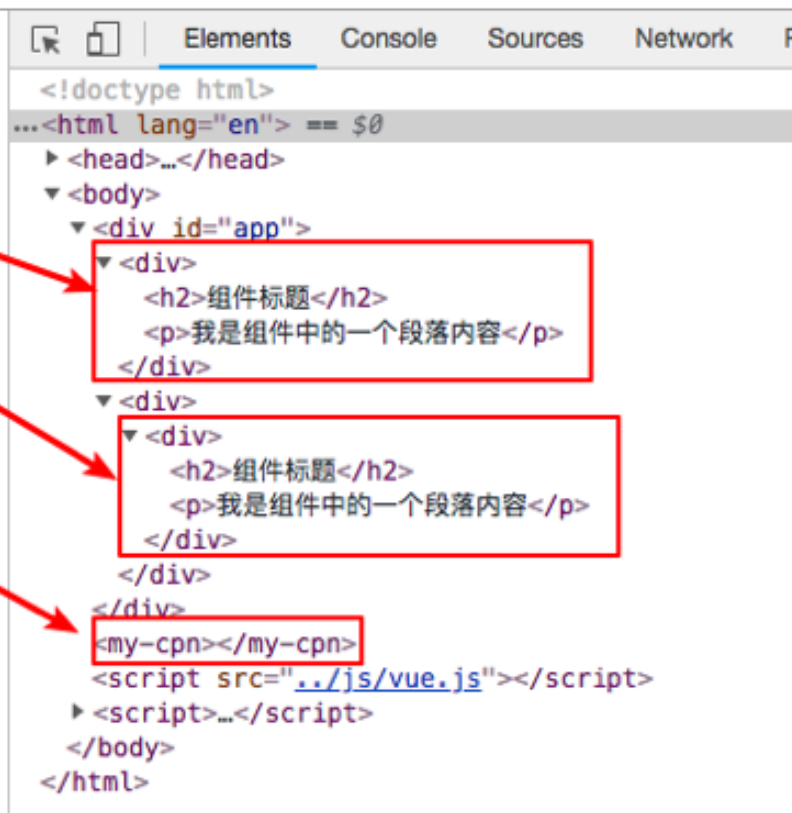 Elements Console Sources Network
<!doctype html>
…<html lang="en"> == $0
▶<head>…</head>
▼<body>
▼<div id="app">
▼<div>
<h2>组件标题</h2>
<p>我是组件中的一个段落内容</p>
</div>
▼<div>
▼<div>
<h2>组件标题</h2>
<p>我是组件中的一个段落内容</p>
</div>
</div>
</div>
<my-cpn></my-cpn>
<script src="../js/vue.js"></script>
▶<script>…</script>
</body>
</html>